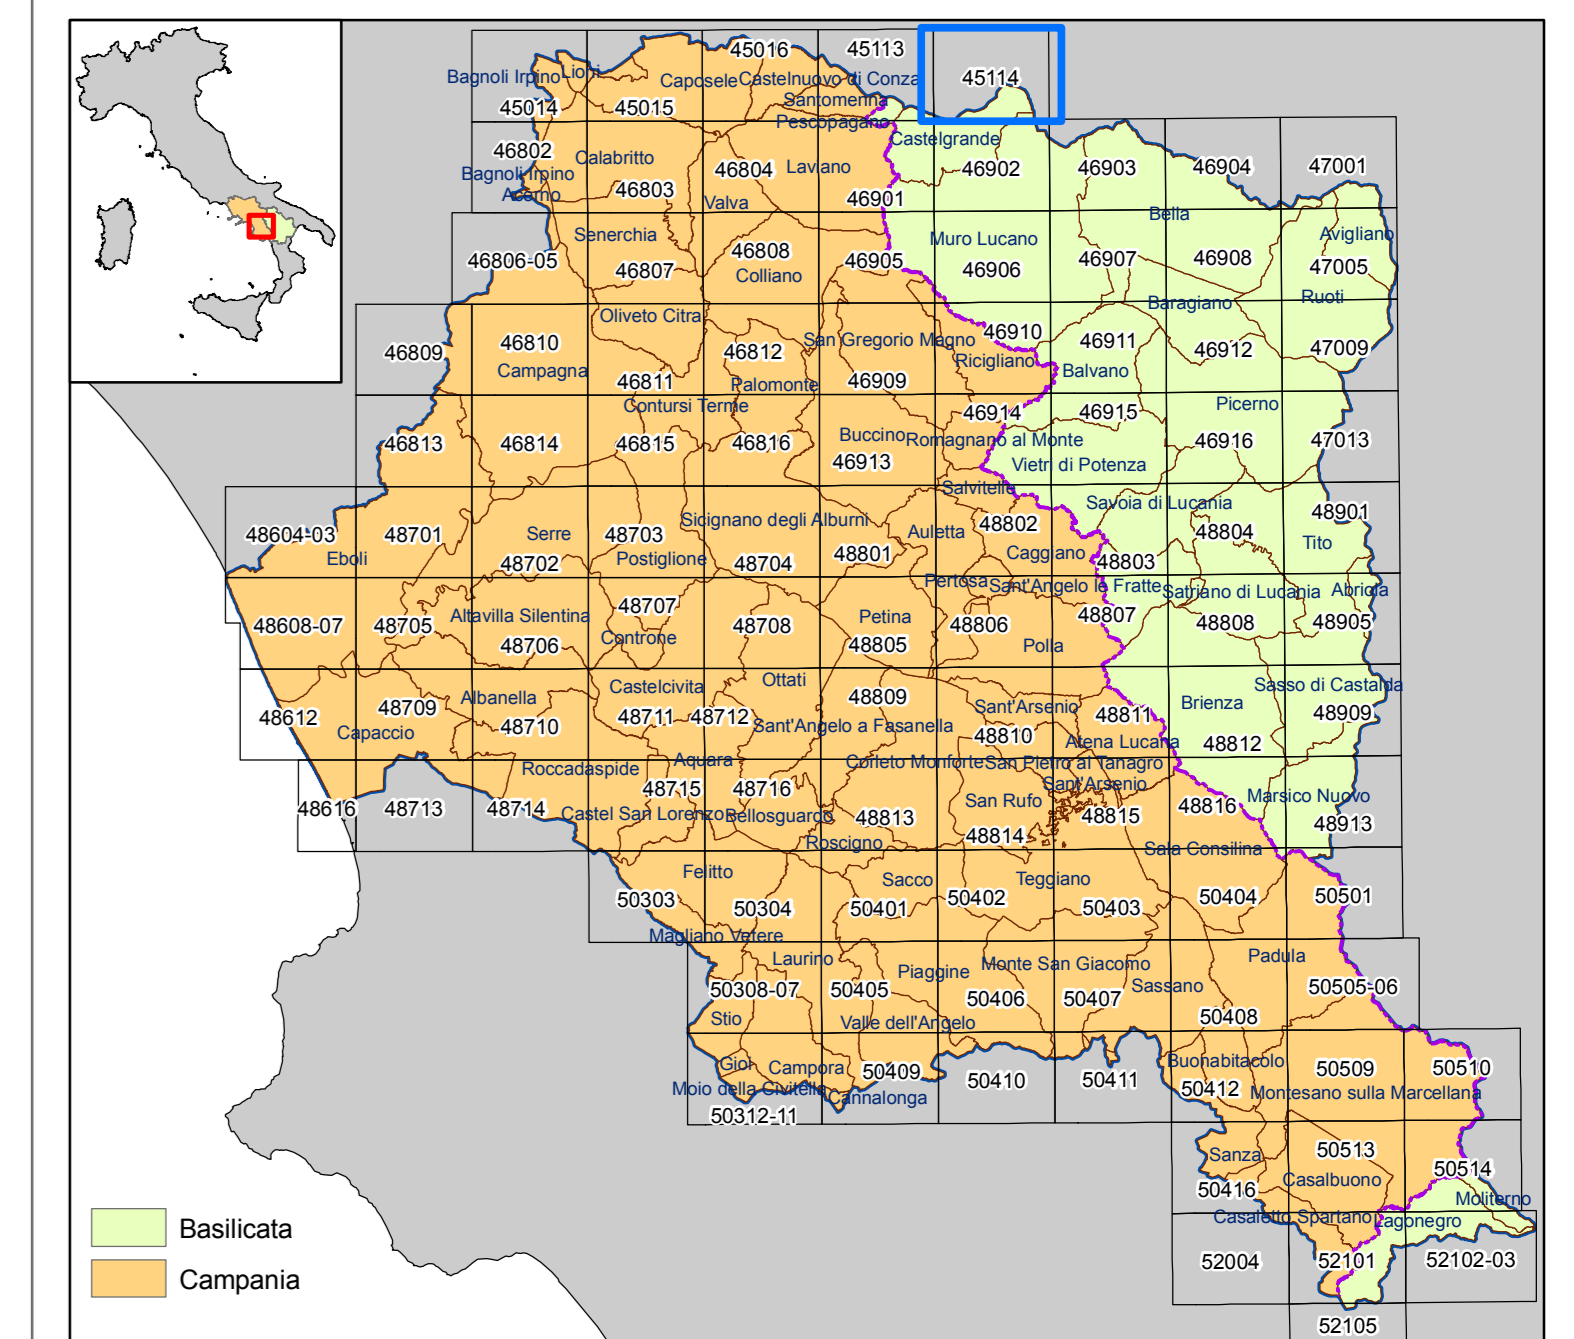 45016
45113
45114
Bagnoli Irpino
Lioni
Caposele
Castelnuovo di Conza
45014
45015
Santomenna
Pescopagano
Castelgrande
46802
Calabritto
46804
Laviano
46902
46903
46904
47001
Bagnoli Irpino
Acerno
46803
Valva
46901
Bella
Senerchia
Muro Lucano
Avigliano
46806-05
46807
46808
Colliano
46905
46906
46907
46908
47005
Oliveto Citra
Baragiano
Ruoti
46809
46810
Campagna
46812
San Gregorio Magno
46910
Ricigliano
46911
Balvano
46912
47009
46811
Palomonte
46909
Contursi Terme
46914
46915
Picerno
46813
46814
46815
46816
Buccino
Romagnano al Monte
46916
47013
46913
Vietri di Potenza
Salvitelle
Savoia di Lucania
48604-03
Eboli
48701
Serre
48702
48703
Postiglione
Sicignano degli Alburni
48704
48801
Auletta
48802
Caggiano
48803
48804
48901
Tito
Pertosa
Sant'Angelo le Fratte
Satriano di Lucania
Abriola
48608-07
48705
Altavilla Silentina
48706
48707
Controne
48708
Petina
48805
48806
Polla
48807
48808
48905
48612
48709
Capaccio
Albanella
48710
Castelcivita
48711
48712
Ottati
Sant'Angelo a Fasanella
48809
Sant'Arsenio
48810
48811
Atena Lucana
Brienza
48812
Sasso di Castalda
48909
Roccadaspide
Aquara
Corleto Monforte
San Pietro al Tanagro
Sant'Arsenio
48616
48713
48714
48715
48716
Castel San Lorenzo
Bellosguardo
48813
Roscigno
San Rufo
48814
48815
48816
Marsico Nuovo
48913
Sala Consilina
Felitto
50303
50304
Sacco
50401
50402
Teggiano
50403
50404
50501
Magliano Vetere
Laurino
Piaggine
Monte San Giacomo
Sassano
Padula
50308-07
50405
50406
50407
50408
50505-06
Stio
Valle dell'Angelo
Gioi
Campora
50409
50410
50411
Buonabitacolo
50412
50509
50510
Montesano sulla Marcellana
Moio della Civitella
Cannalonga
50312-11
Sanza
50416
50513
Casalbuono
50514
Moliterno
Casaletto Spartano
Lagonegro
52004
52101
52102-03
52105
Basilicata
Campania